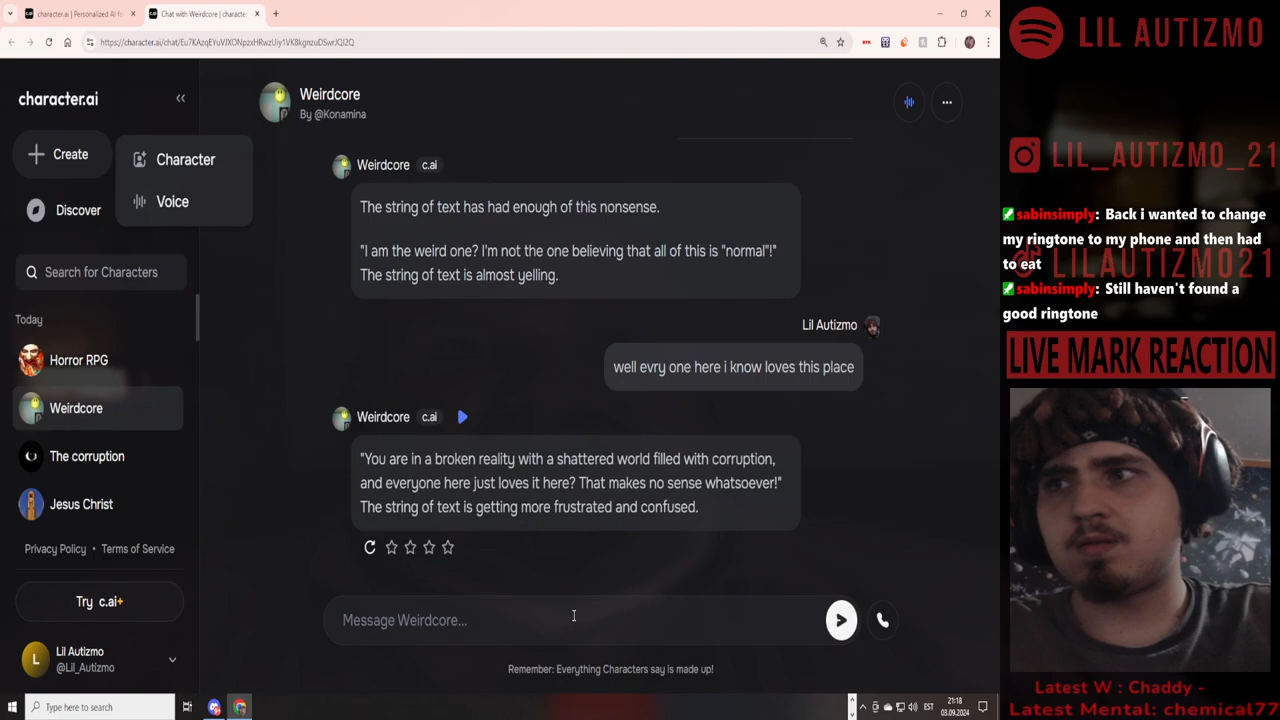 character.ai | Personalized AI fo
Chat with Weirdcore | characte
https://character.ai/chat/Eu7KAzqEYuVJXONpzxHRwzUiy1VK8kgnzuDSwrJQI2Q
character.ai
Create
Character
Voice
Discover
Search for Characters
Today
Horror RPG
Weirdcore
The corruption
Jesus Christ
Privacy Policy • Terms of Service
Try c.ai+
L
Lil Autizmo
@Lil_Autizmo
Weirdcore
By @Konamina
Weirdcore c.ai
The string of text has had enough of this nonsense.
"I am the weird one? I'm not the one believing that all of this is "normal"!"
The string of text is almost yelling.
Lil Autizmo
well evry one here i know loves this place
Weirdcore c.ai
"You are in a broken reality with a shattered world filled with corruption,
and everyone here just loves it here? That makes no sense whatsoever!"
The string of text is getting more frustrated and confused.
Message Weirdcore...
Remember: Everything Characters say is made up!
Type here to search
EST
21:18
03.09.2024
LIL AUTIZMO
LIL_AUTIZMO_21
sabinsimply: Back i wanted to change
my ringtone to my phone and then had
to eat
LILAUTIZMO21
sabinsimply: Still haven't found a
good ringtone
LIVE MARK REACTION
Latest W : Chaddy -
Latest Mental: chemical77